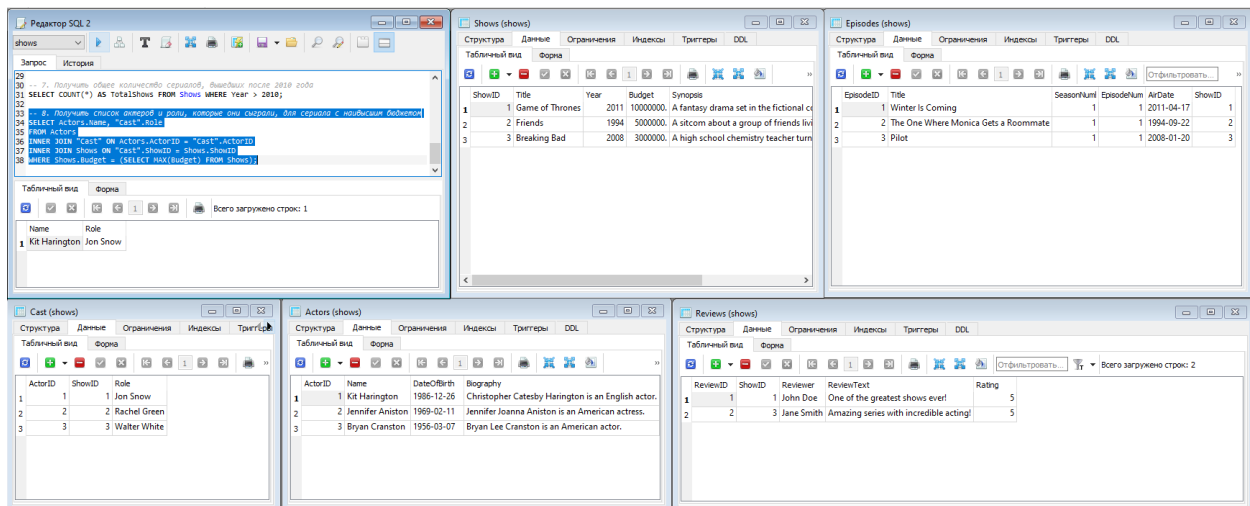 Редактор SQL 2
shows
Запрос История
29
30 -- 7. Получить общее количество сериалов, вышедших после 2010 года
31 SELECT COUNT(*) AS TotalShows FROM Shows WHERE Year > 2010;
32
33 -- 8. Получить список актеров и роли, которые они сыграли, для сериала с наивысшим бюджетом
34 SELECT Actors.Name, "Cast".Role
35 FROM Actors
36 INNER JOIN "Cast" ON Actors.ActorID = "Cast".ActorID
37 INNER JOIN Shows ON "Cast".ShowID = Shows.ShowID
38 WHERE Shows.Budget = (SELECT MAX(Budget) FROM Shows);
Табличный вид Форма
1 Всего загружено строк: 1
Name Role
1 Kit Harington Jon Snow
Shows (shows)
Структура Данные Ограничения Индексы Триггеры DDL
Табличный вид Форма
1
ShowID Title Year Budget Synopsis
1 1 Game of Thrones 2011 10000000. A fantasy drama set in the fictional co
2 2 Friends 1994 5000000. A sitcom about a group of friends livi
3 3 Breaking Bad 2008 3000000. A high school chemistry teacher turn
Episodes (shows)
Структура Данные Ограничения Индексы Триггеры DDL
Табличный вид Форма
1 Отфильтровать...
EpisodeID Title SeasonNuml EpisodeNum AirDate ShowID
1 1 Winter Is Coming 1 1 2011-04-17 1
2 2 The One Where Monica Gets a Roommate 1 1 1994-09-22 2
3 3 Pilot 1 1 2008-01-20 3
Cast (shows)
Структура Данные Ограничения Индексы Триггеры
Табличный вид Форма
1
ActorID ShowID Role
1 1 1 Jon Snow
2 2 2 Rachel Green
3 3 3 Walter White
Actors (shows)
Структура Данные Ограничения Индексы Триггеры DDL
Табличный вид Форма
1
ActorID Name DateOfBirth Biography
1 1 Kit Harington 1986-12-26 Christopher Catesby Harington is an English actor.
2 2 Jennifer Aniston 1969-02-11 Jennifer Joanna Aniston is an American actress.
3 3 Bryan Cranston 1956-03-07 Bryan Lee Cranston is an American actor.
Reviews (shows)
Структура Данные Ограничения Индексы Триггеры DDL
Табличный вид Форма
1 Отфильтровать... Всего загружено строк: 2
ReviewID ShowID Reviewer ReviewText Rating
1 1 1 John Doe One of the greatest shows ever! 5
2 2 3 Jane Smith Amazing series with incredible acting! 5